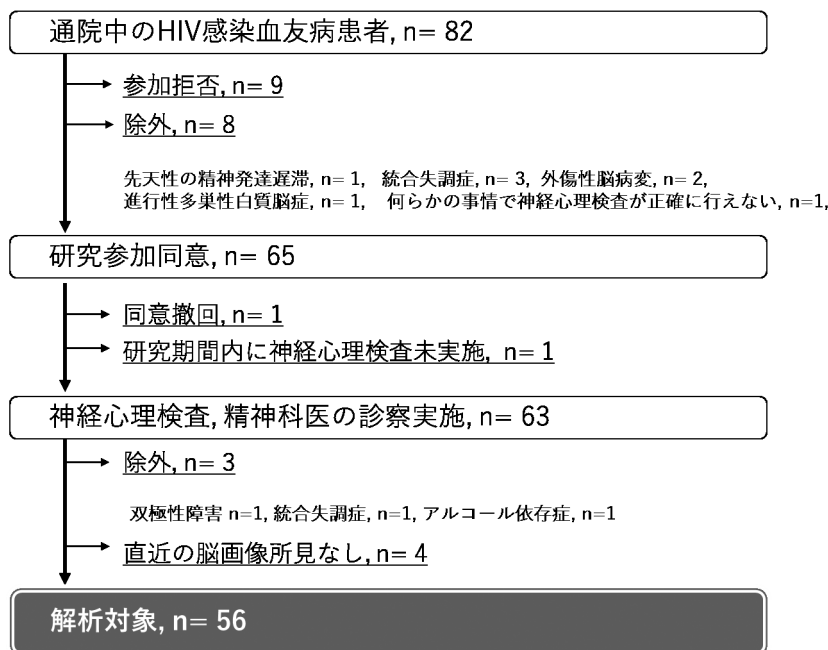 通院中のHIV感染血友病患者, n= 82
参加拒否, n= 9
除外, n= 8
先天性の精神発達遅滞, n= 1, 統合失調症, n= 3, 外傷性脳病変, n= 2,
進行性多巣性白質脳症, n= 1, 何らかの事情で神経心理検査が正確に行えない, n=1,
研究参加同意, n= 65
同意撤回, n= 1
研究期間内に神経心理検査未実施, n= 1
神経心理検査, 精神科医の診察実施, n= 63
除外, n= 3
双極性障害 n=1, 統合失調症, n=1, アルコール依存症, n=1
直近の脳画像所見なし, n= 4
解析対象, n= 56